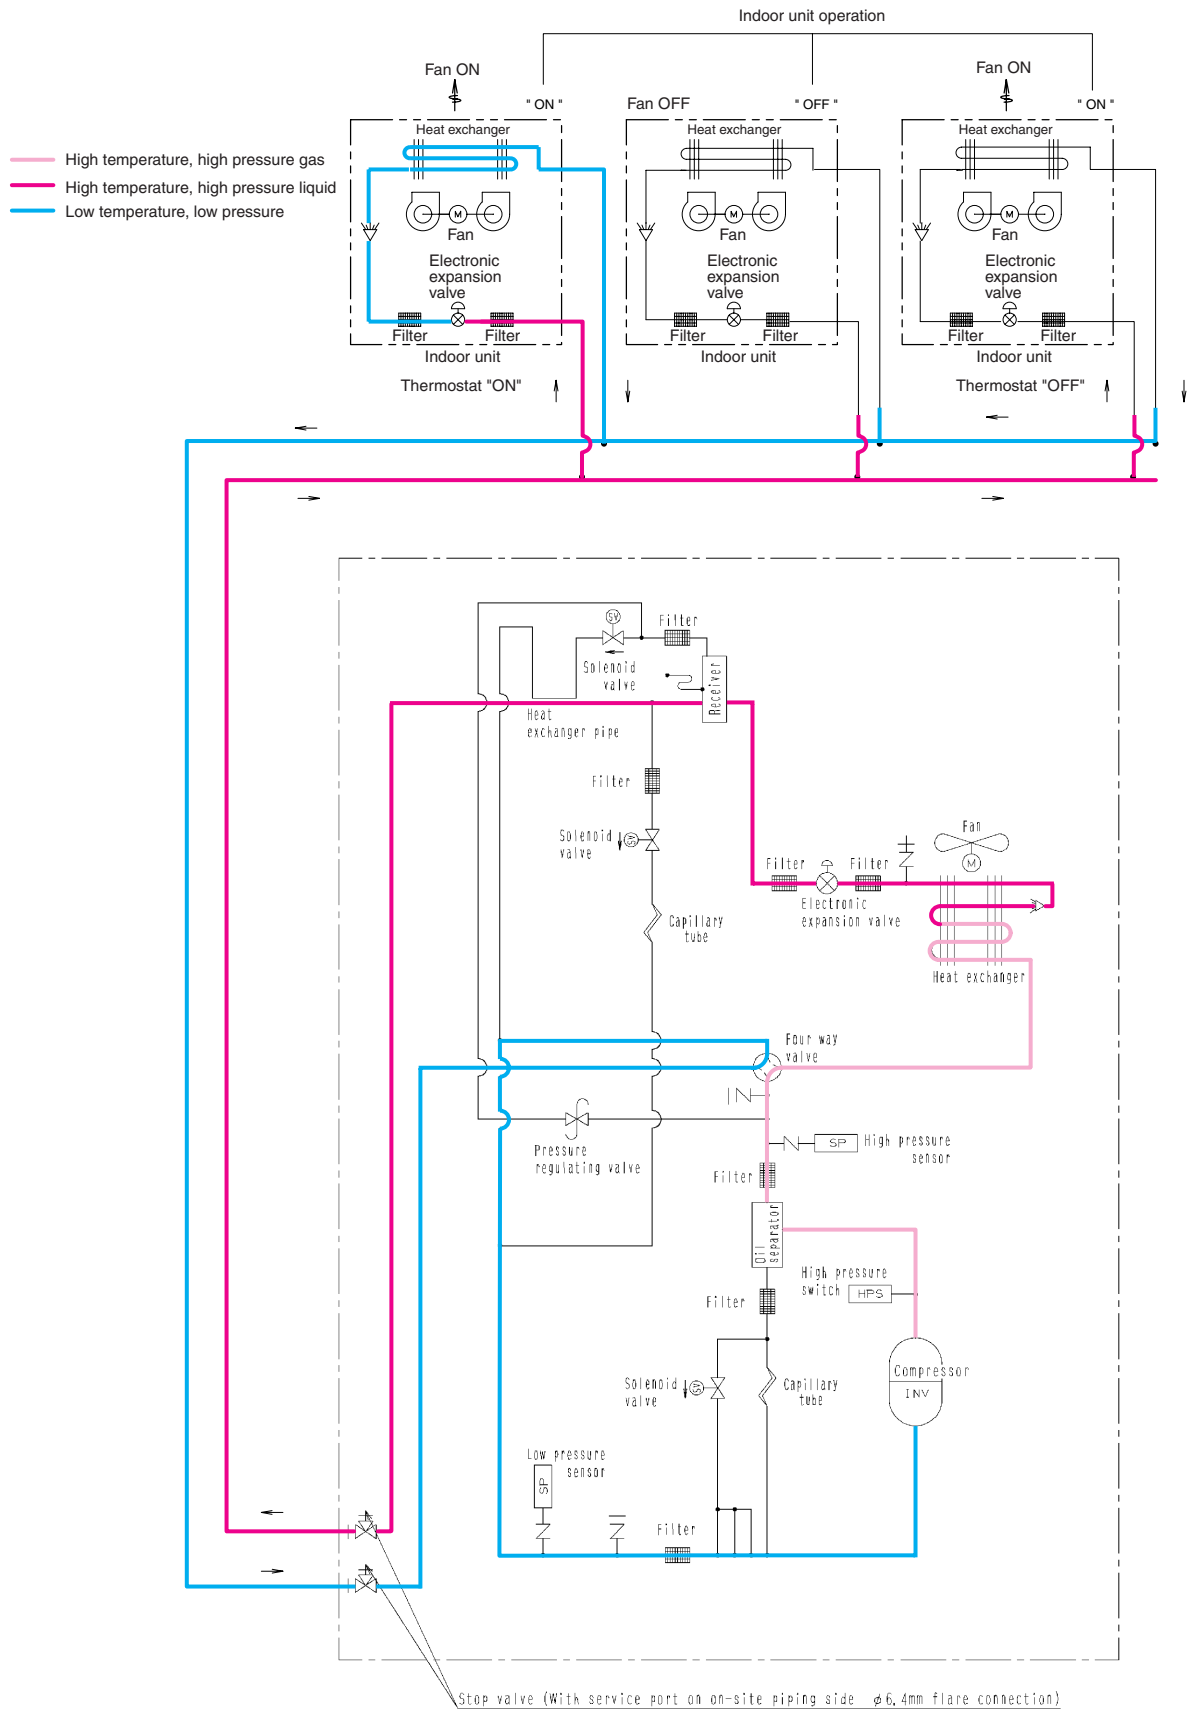 Indoor unit operation
Fan ON
" ON "
Fan OFF
" OFF "
Fan ON
" ON "
High temperature, high pressure gas
High temperature, high pressure liquid
Low temperature, low pressure
Heat exchanger
M
Fan
Electronic
expansion
valve
Filter
Filter
Indoor unit
Thermostat "ON"
Heat exchanger
M
Fan
Electronic
expansion
valve
Filter
Filter
Indoor unit
Heat exchanger
M
Fan
Electronic
expansion
valve
Filter
Filter
Indoor unit
Thermostat "OFF"
SV
Filter
Solenoid
valve
Receiver
Heat
exchanger pipe
Filter
Solenoid
valve
SV
Capillary
tube
Fan
M
Filter
Filter
Electronic
expansion valve
Heat exchanger
Four way
valve
Pressure
regulating valve
SP
High pressure
sensor
Filter
Oil
separator
High pressure
switch
HPS
Filter
Compressor
INV
Solenoid
valve
SV
Capillary
tube
Low pressure
sensor
SP
Filter
Stop valve (With service port on on-site piping side φ6.4mm flare connection)